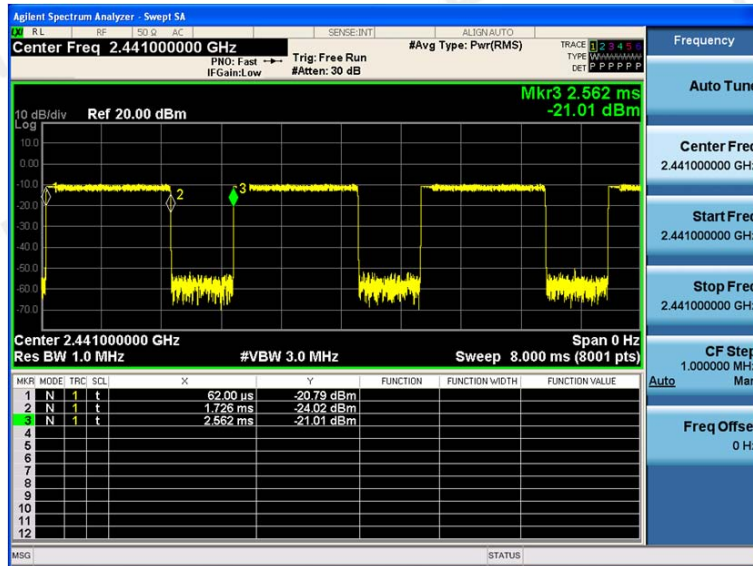 Agilent Spectrum Analyzer - Swept SA
LXI RL RF 50 Ω AC SENSE:INT ALIGNAUTO
Center Freq 2.441000000 GHz
PNO: Fast
IFGain:Low
Trig: Free Run
#Atten: 30 dB
#Avg Type: Pwr(RMS)
TRACE 1 2 3 4 5 6
TYPE
DET P P P P P P
Mkr3 2.562 ms
-21.01 dBm
10 dB/div Ref 20.00 dBm
Log
10.0
0.00
-10.0
-20.0
-30.0
-40.0
-50.0
-60.0
-70.0
1
2
3
Center 2.441000000 GHz Span 0 Hz
Res BW 1.0 MHz #VBW 3.0 MHz Sweep 8.000 ms (8001 pts)
MKR MODE TRC SCL X Y FUNCTION FUNCTION WIDTH FUNCTION VALUE
1 N 1 t 62.00 µs -20.79 dBm
2 N 1 t 1.726 ms -24.02 dBm
3 N 1 t 2.562 ms -21.01 dBm
4
5
6
7
8
9
10
11
12
MSG STATUS
Frequency
Auto Tun
Center Fre
2.441000000 GH
Start Fre
2.441000000 GH
Stop Fre
2.441000000 GH
CF Ste
1.000000 MH
Auto Ma
Freq Offse
0 H